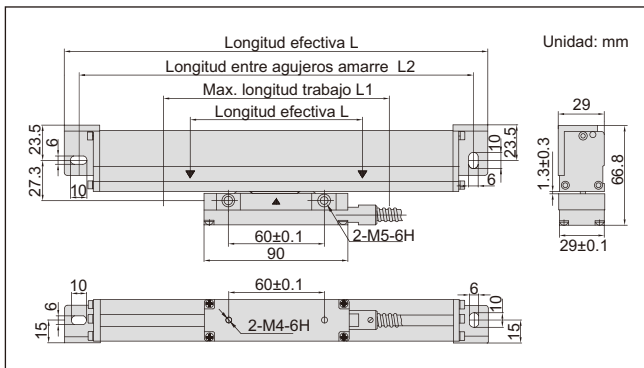 Longitud efectiva L
Unidad: mm
Longitud entre agujeros amarre L2
Max. longitud trabajo L1
Longitud efectiva L
23.5
6
27.3
10
23.5
10
6
29
1.3±0.3
66.8
29±0.1
60±0.1
2-M5-6H
90
10
6
15
60±0.1
2-M4-6H
6
10
15